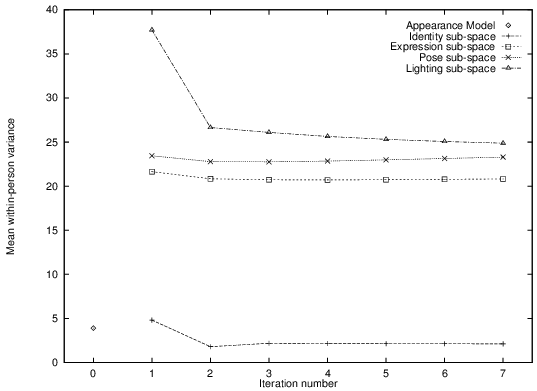 Appearance Model
Identity sub-space
Expression sub-space
Pose sub-space
Lighting sub-space
Mean within-person variance
40
35
30
25
20
15
10
5
0
0 1 2 3 4 5 6 7
Iteration number